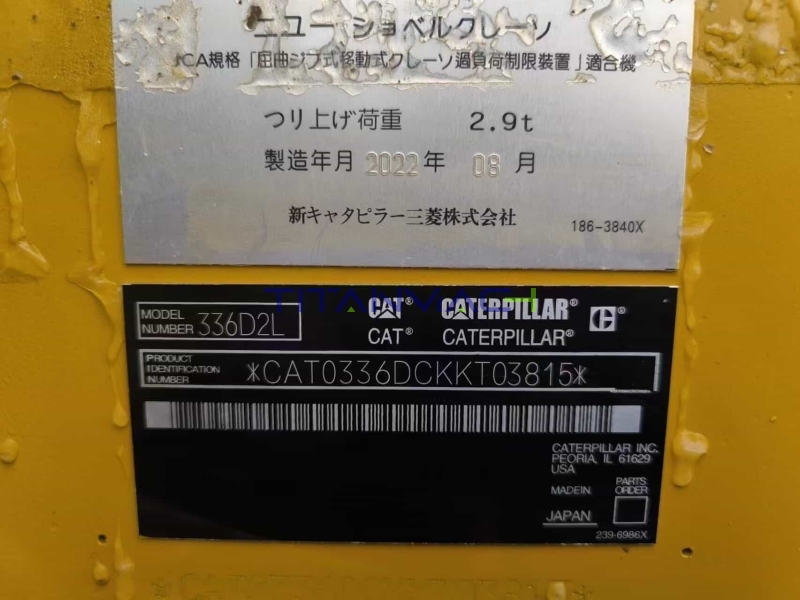 ニュー ショベルクレーン
JCA規格「屈曲ジブ式移動式クレーン過負荷制限装置」適合機
つり上げ荷重 2.9t
製造年月 2022年 08月
新キャタピラー三菱株式会社
186-3840X
TITANMACH
MODEL NUMBER 336D2L
CAT® CATERPILLAR®
CAT® CATERPILLAR®
PRODUCT IDENTIFICATION NUMBER *CAT0336DCKKT03815*
CATERPILLAR INC.
PEORIA, IL 61629
USA
MADE IN
JAPAN
PARTS ORDER
239-6986X